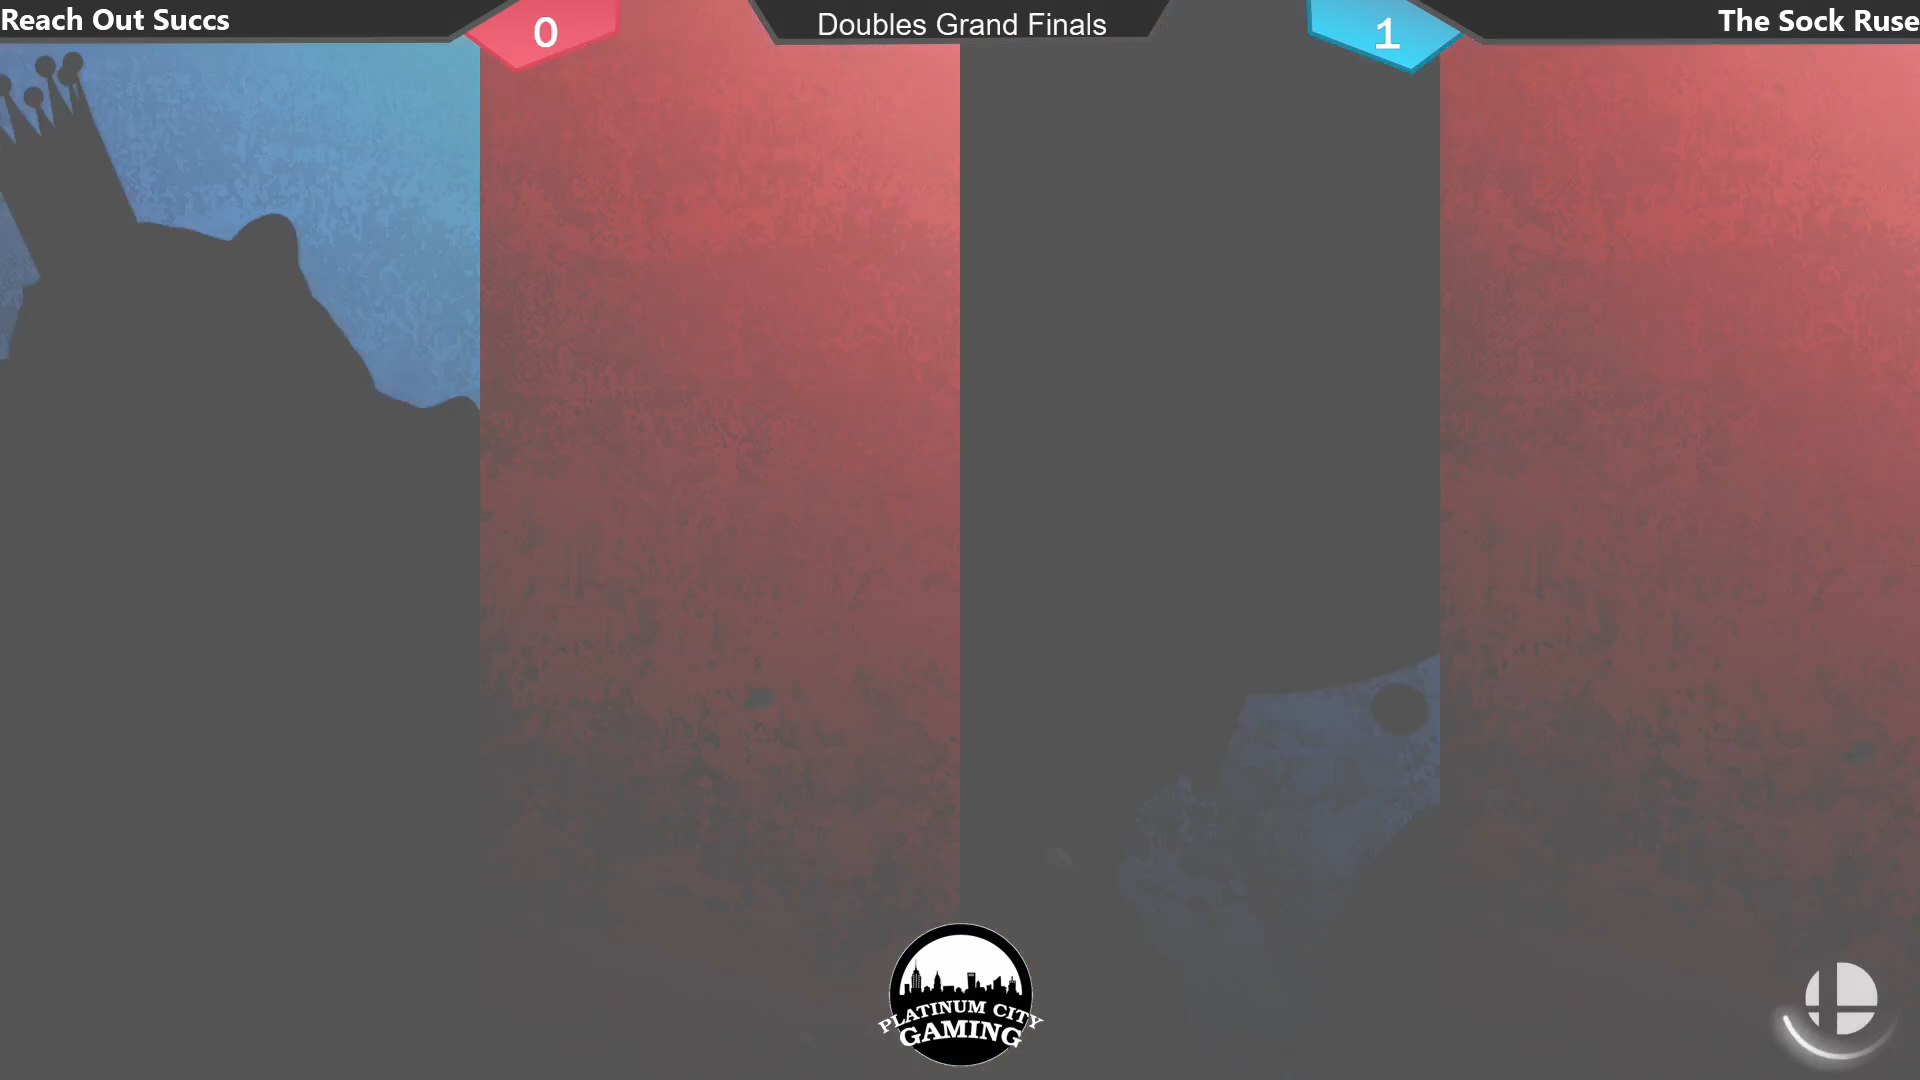 Reach Out Succs
0
Doubles Grand Finals
1
The Sock Ruse
PLATINUM CITY
GAMING